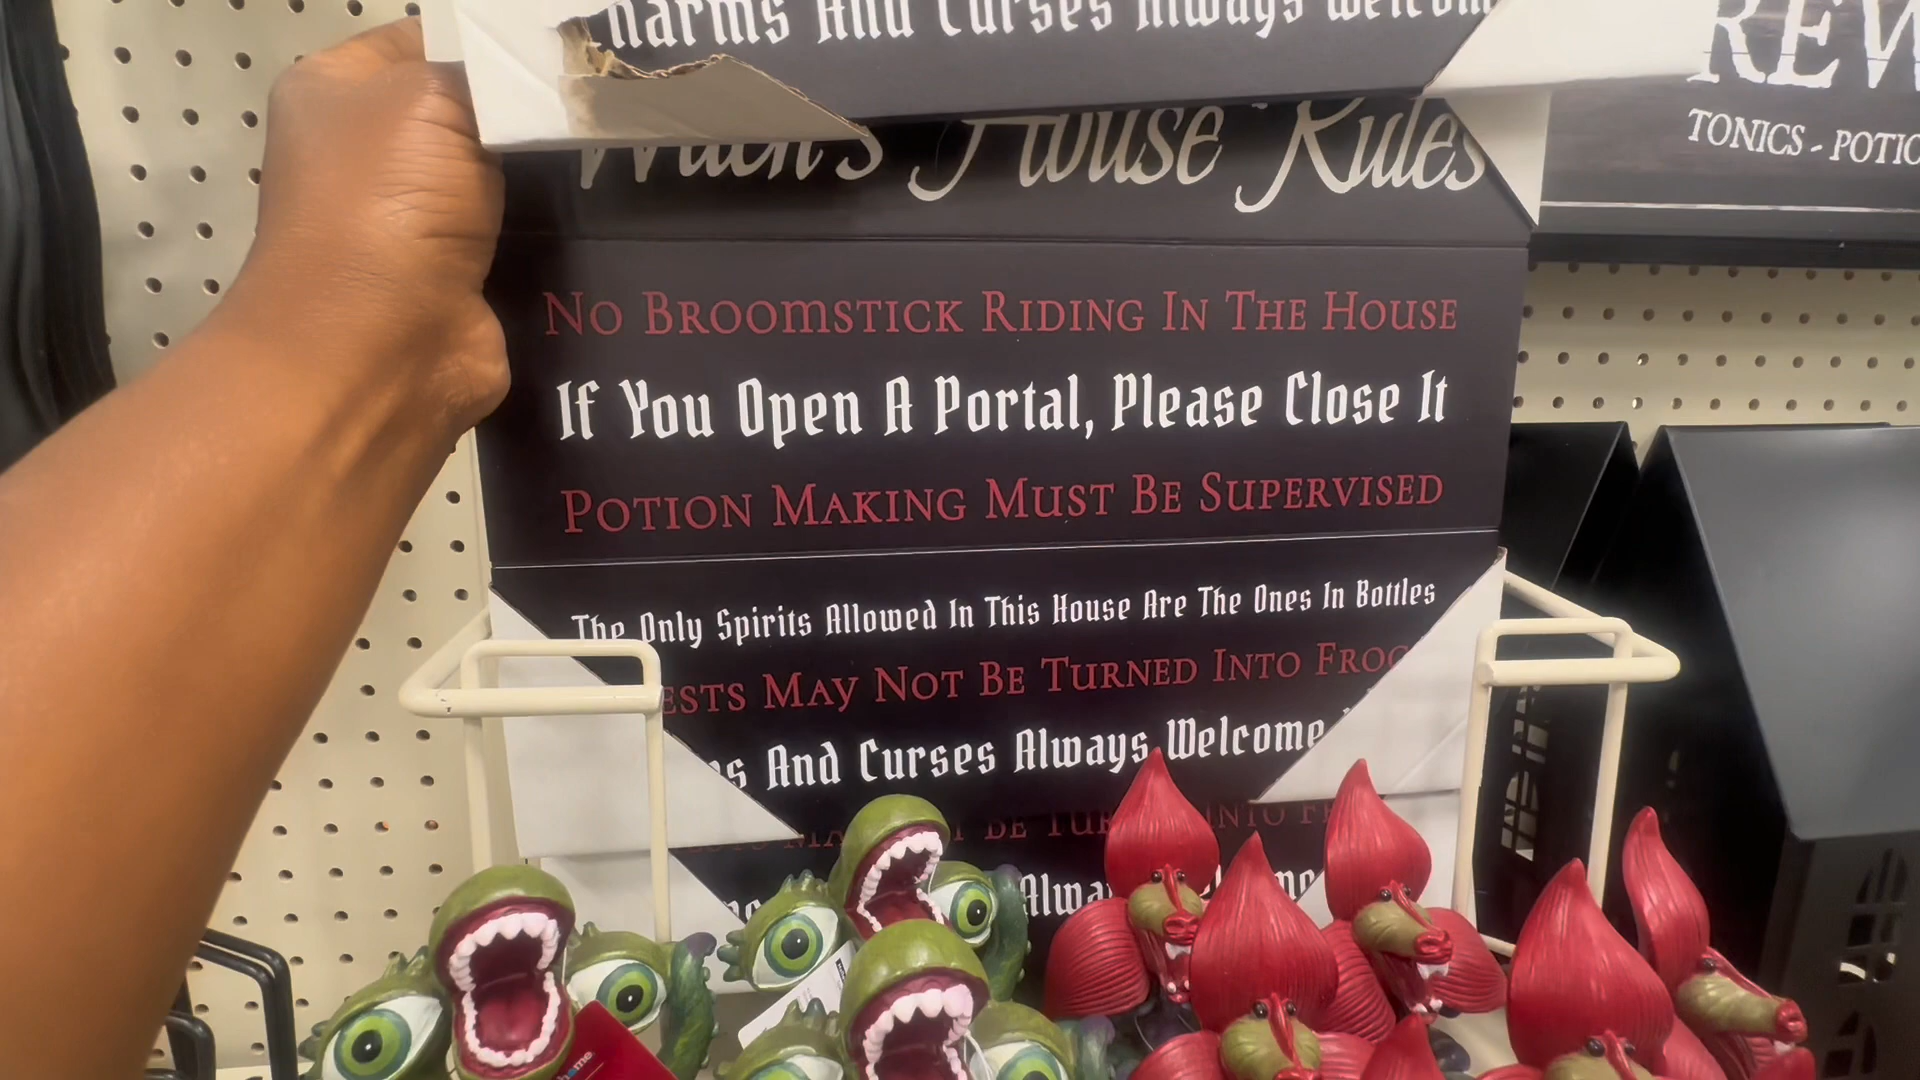 And Curses Always Welcome
TONICS - 
Witch's House Rules
No Broomstick Riding In The House
If You Open A Portal, Please Close It
Potion Making Must Be Supervised
The Only Spirits Allowed In This House Are The Ones In Bottles
May Not Be Turned Into
And Curses Always Welcome